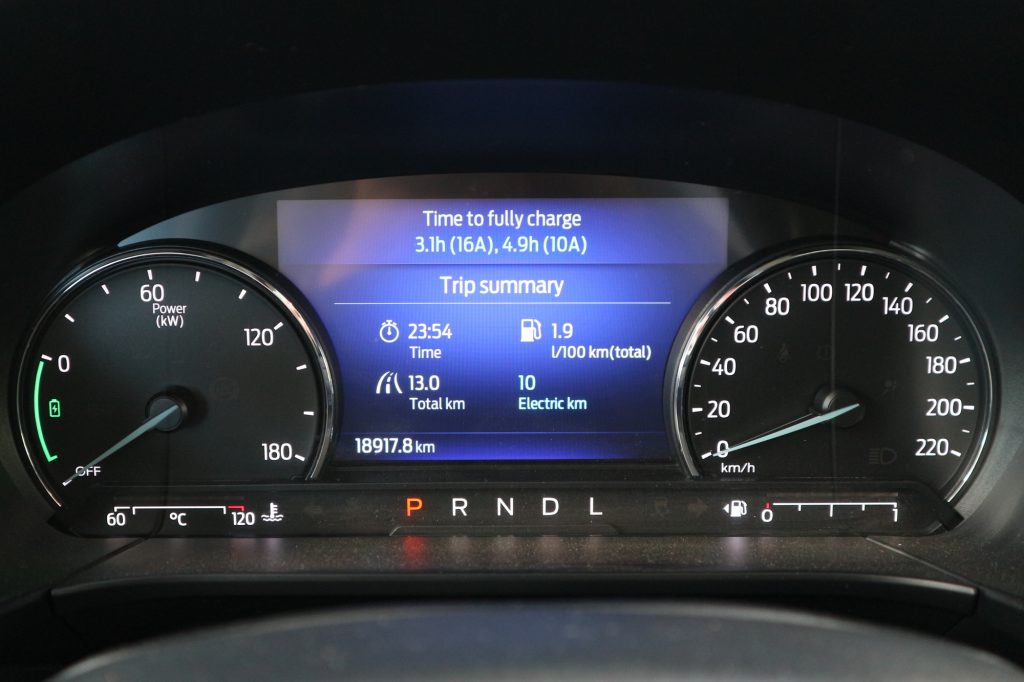 Time to fully charge
3.1h (16A), 4.9h (10A)
Trip summary
23:54
Time
1.9
l/100 km(total)
13.0
Total km
10
Electric km
18917.8 km
0
60
120
180
Power
(kW)
OFF
0
20
40
60
80
100
120
140
160
180
200
220
km/h
60
°C
120
P R N D L
0
1